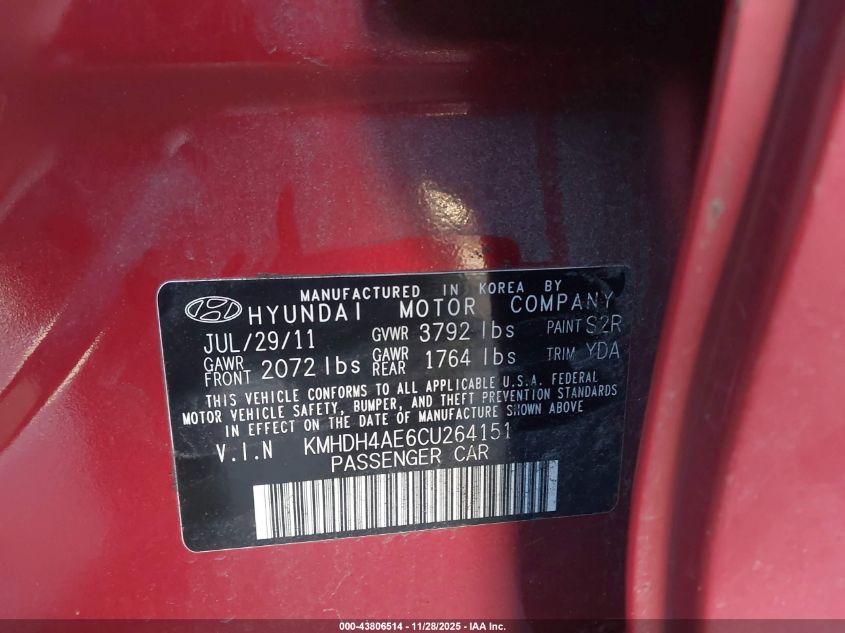 MANUFACTURED IN KOREA BY
HYUNDAI MOTOR COMPANY
JUL/29/11 GVWR 3792 lbs PAINT S2R
GAWR FRONT 2072 lbs GAWR REAR 1764 lbs TRIM YDA
THIS VEHICLE CONFORMS TO ALL APPLICABLE U.S.A. FEDERAL
MOTOR VEHICLE SAFETY, BUMPER, AND THEFT PREVENTION STANDARDS
IN EFFECT ON THE DATE OF MANUFACTURE SHOWN ABOVE
V.I.N KMHDH4AE6CU264151
PASSENGER CAR
000-43806514 - 11/28/2025 - IAA Inc.